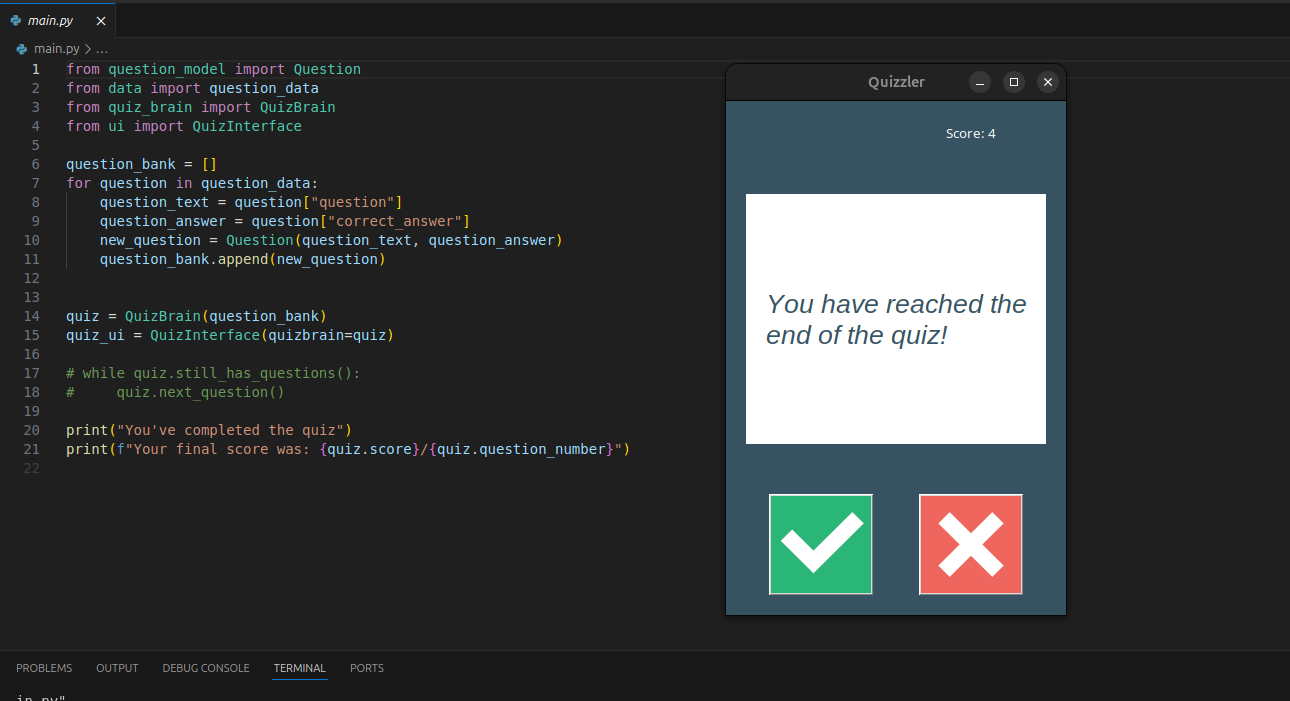 main.py
main.py > ...
1 from question_model import Question
2 from data import question_data
3 from quiz_brain import QuizBrain
4 from ui import QuizInterface
5
6 question_bank = []
7 for question in question_data:
8     question_text = question["question"]
9     question_answer = question["correct_answer"]
10     new_question = Question(question_text, question_answer)
11     question_bank.append(new_question)
12
13
14 quiz = QuizBrain(question_bank)
15 quiz_ui = QuizInterface(quizbrain=quiz)
16
17 # while quiz.still_has_questions():
18 #     quiz.next_question()
19
20 print("You've completed the quiz")
21 print(f"Your final score was: {quiz.score}/{quiz.question_number}")
22
Quizzler
Score: 4
You have reached the
end of the quiz!
PROBLEMS OUTPUT DEBUG CONSOLE TERMINAL PORTS
in.py"